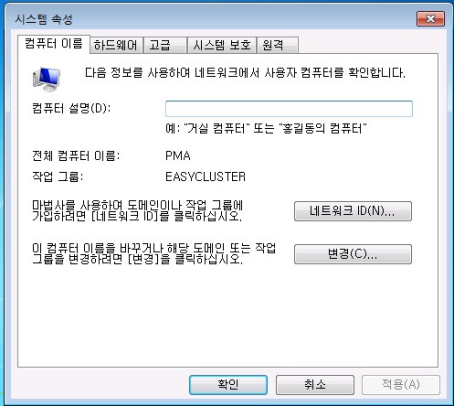 시스템 속성
컴퓨터 이름 하드웨어 고급 시스템 보호 원격
다음 정보를 사용하여 네트워크에서 사용자 컴퓨터를 확인합니다.
컴퓨터 설명(D):
예: "거실 컴퓨터" 또는 "홍길동의 컴퓨터"
전체 컴퓨터 이름: PMA
작업 그룹: EASYCLUSTER
마법사를 사용하여 도메인이나 작업 그룹에
가입하려면 [네트워크 ID]를 클릭하십시오.
네트워크 ID(N)...
이 컴퓨터 이름을 바꾸거나 해당 도메인 또는 작업
그룹을 변경하려면 [변경]을 클릭하십시오.
변경(C)...
확인 취소 적용(A)